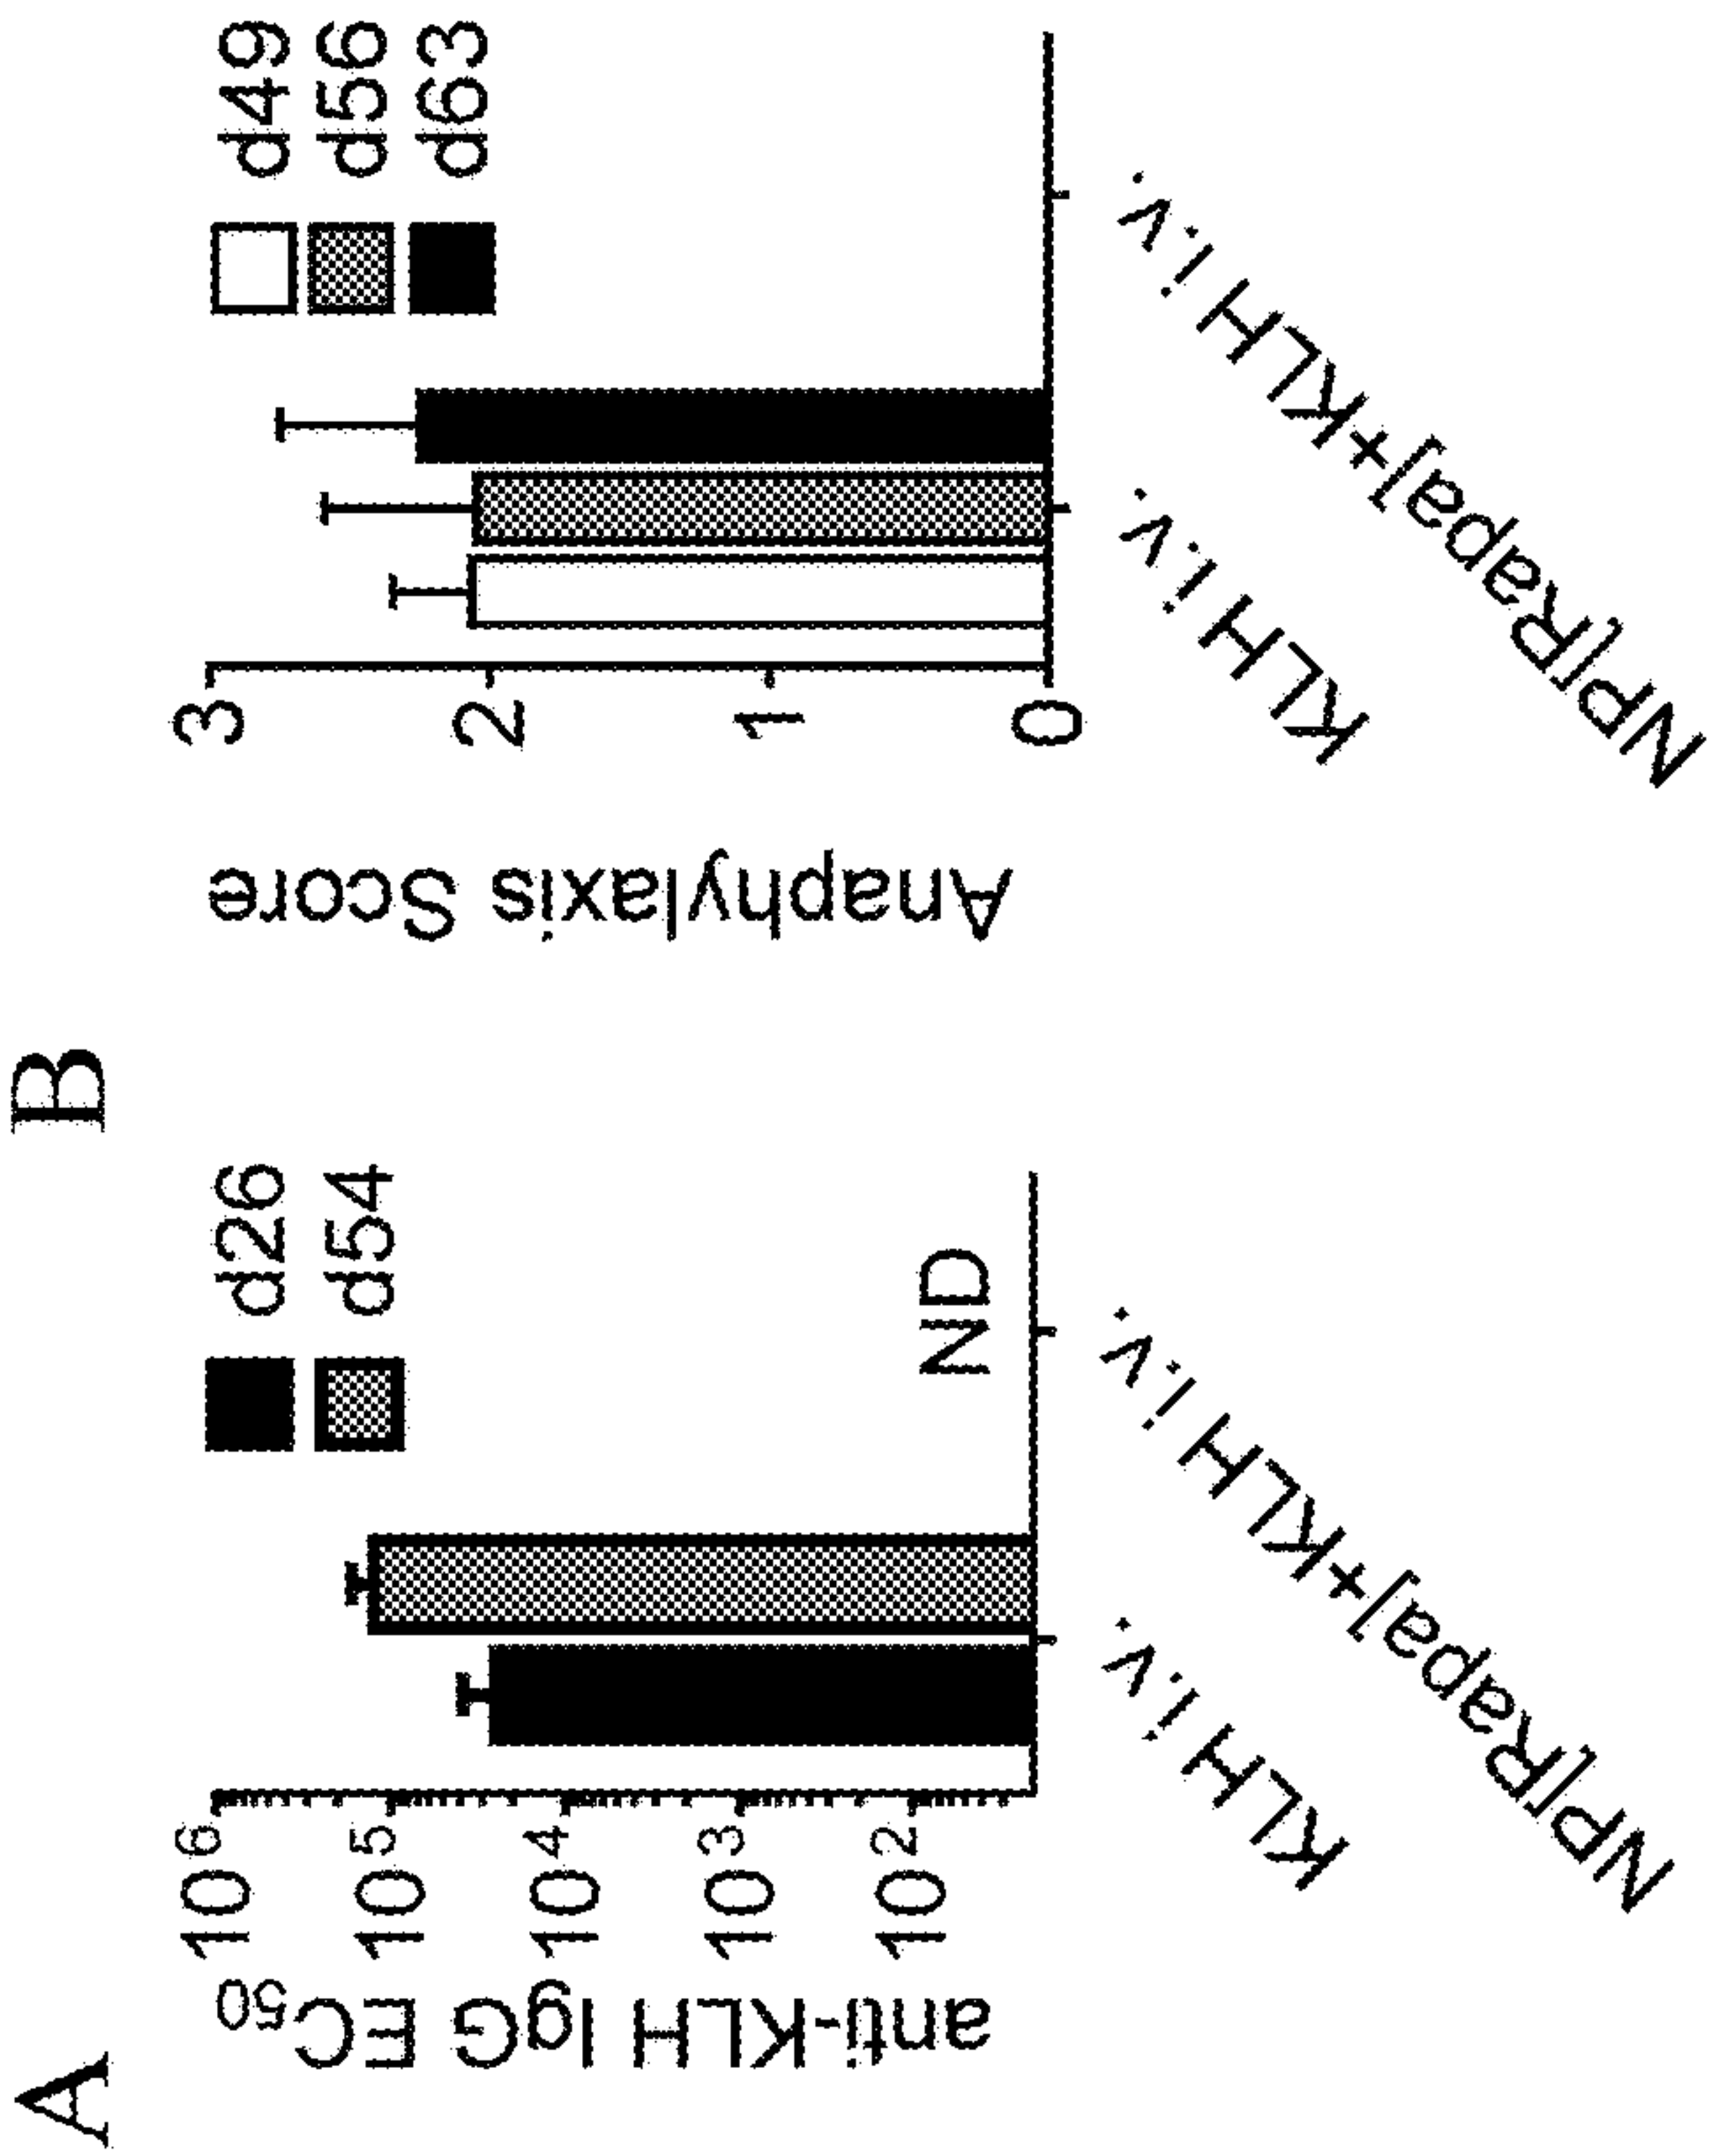 A
anti-KLH IgG EC50
10^6
10^5
10^4
10^3
10^2
d26
d54
ND
KLH i.v.
NP[Rapa]+KLH i.v.
B
Anaphylaxis Score
3
2
1
0
d49
d56
d63
KLH i.v.
NP[Rapa]+KLH i.v.